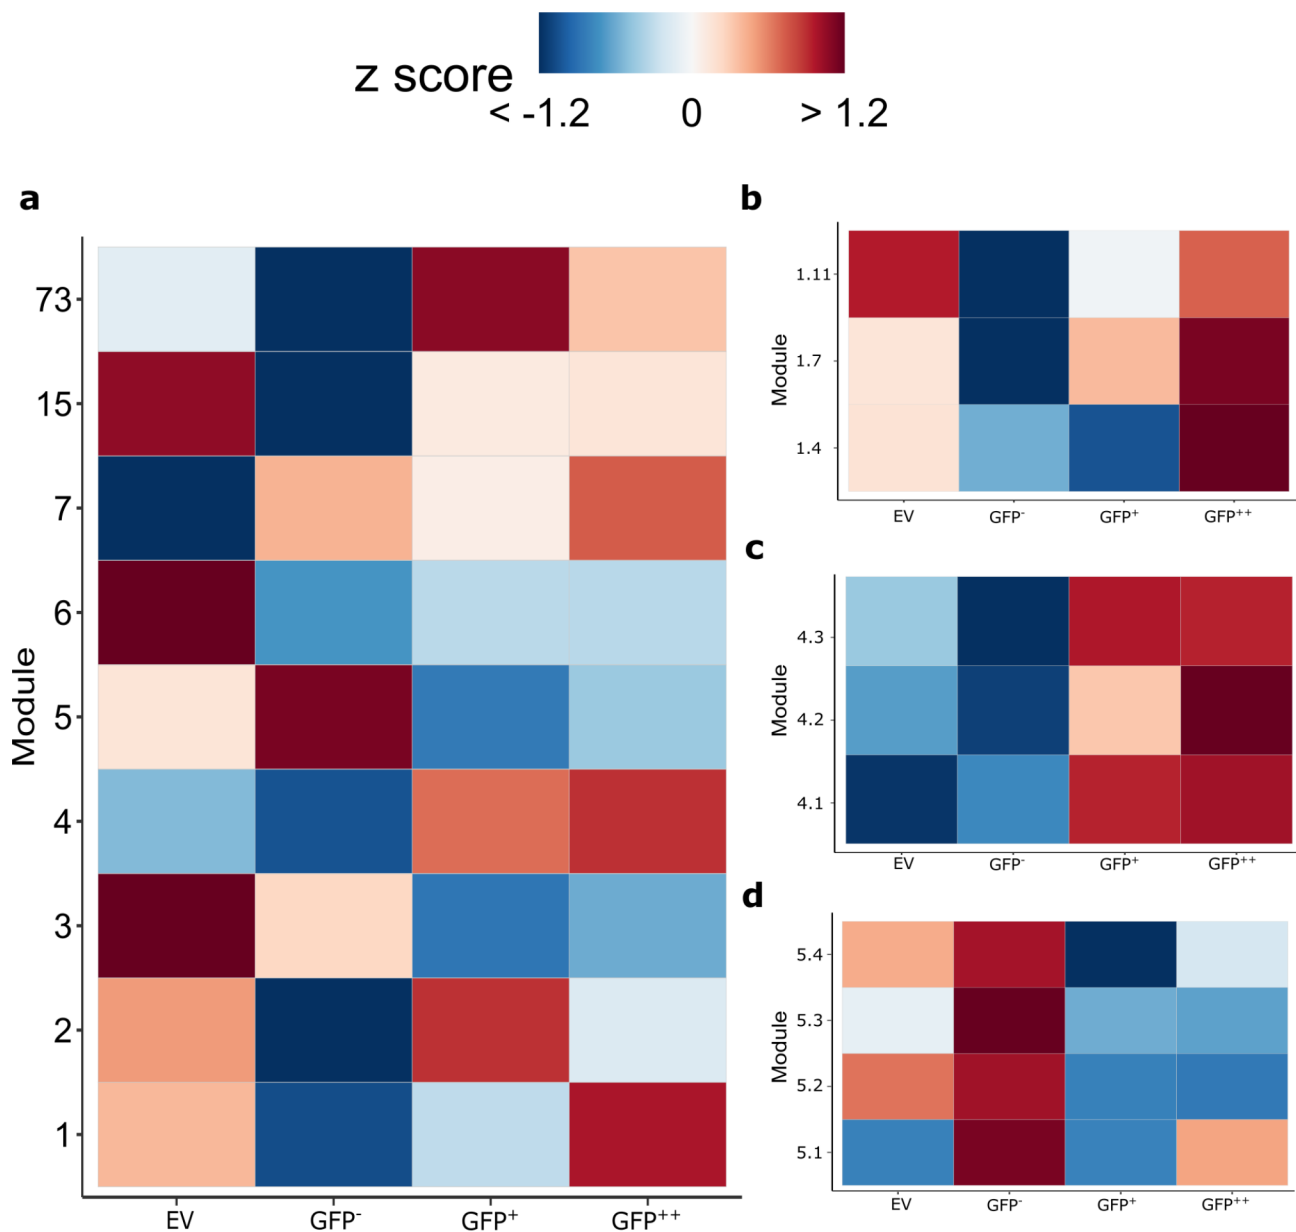 z score
< -1.2 0 > 1.2
a
Module
73
15
7
6
5
4
3
2
1
EV GFP⁻ GFP⁺ GFP⁺⁺
b
Module
1.11
1.7
1.4
EV GFP⁻ GFP⁺ GFP⁺⁺
c
Module
4.3
4.2
4.1
EV GFP⁻ GFP⁺ GFP⁺⁺
d
Module
5.4
5.3
5.2
5.1
EV GFP⁻ GFP⁺ GFP⁺⁺